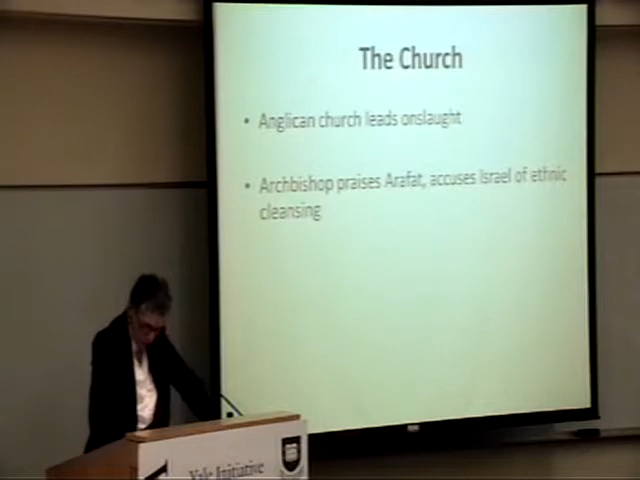 The Church
• Anglican church leads onslaught
• Archbishop praises Arafat, accuses Israel of ethnic
cleansing
Yale Initiative